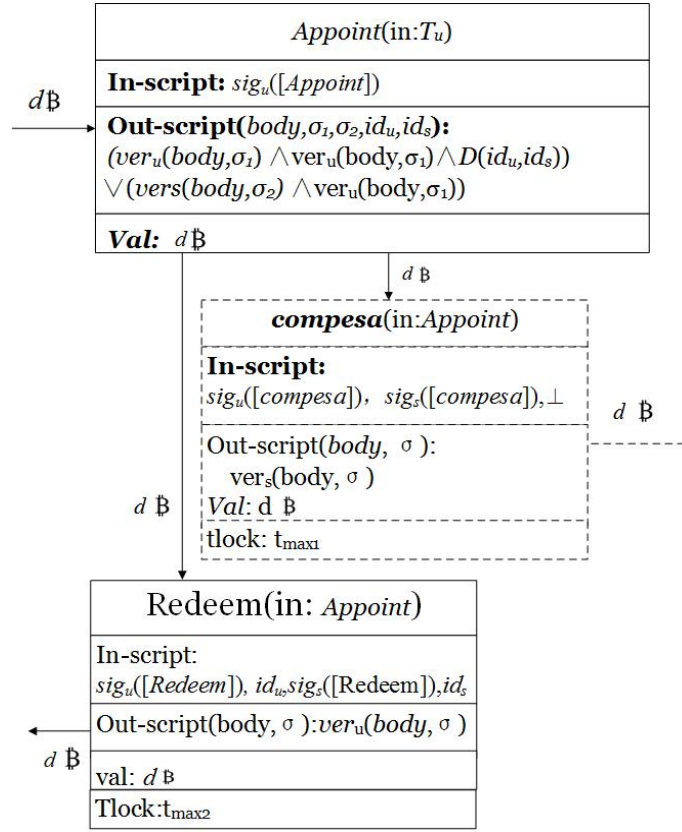 Appoint(in:Tᵤ)
In-script: sigᵤ([Appoint])
d฿
Out-script(body,σ₁,σ₂,idᵤ,idₛ):
(verᵤ(body,σ₁) ∧verᵤ(body,σ₁)∧D(idᵤ,idₛ))
∨(vers(body,σ₂) ∧verᵤ(body,σ₁))
Val: d฿
d฿
compesa(in:Appoint)
In-script:
sigᵤ([compesa]), sigₛ([compesa]),⊥
d ฿
Out-script(body, σ):
verₛ(body, σ)
Val: d ฿
tlock: tₘₐₓ₁
d ฿
Redeem(in: Appoint)
In-script:
sigᵤ([Redeem]), idᵤ,sigₛ([Redeem]),idₛ
Out-script(body,σ):verᵤ(body,σ)
d ฿
val: d฿
Tlock:tₘₐₓ₂